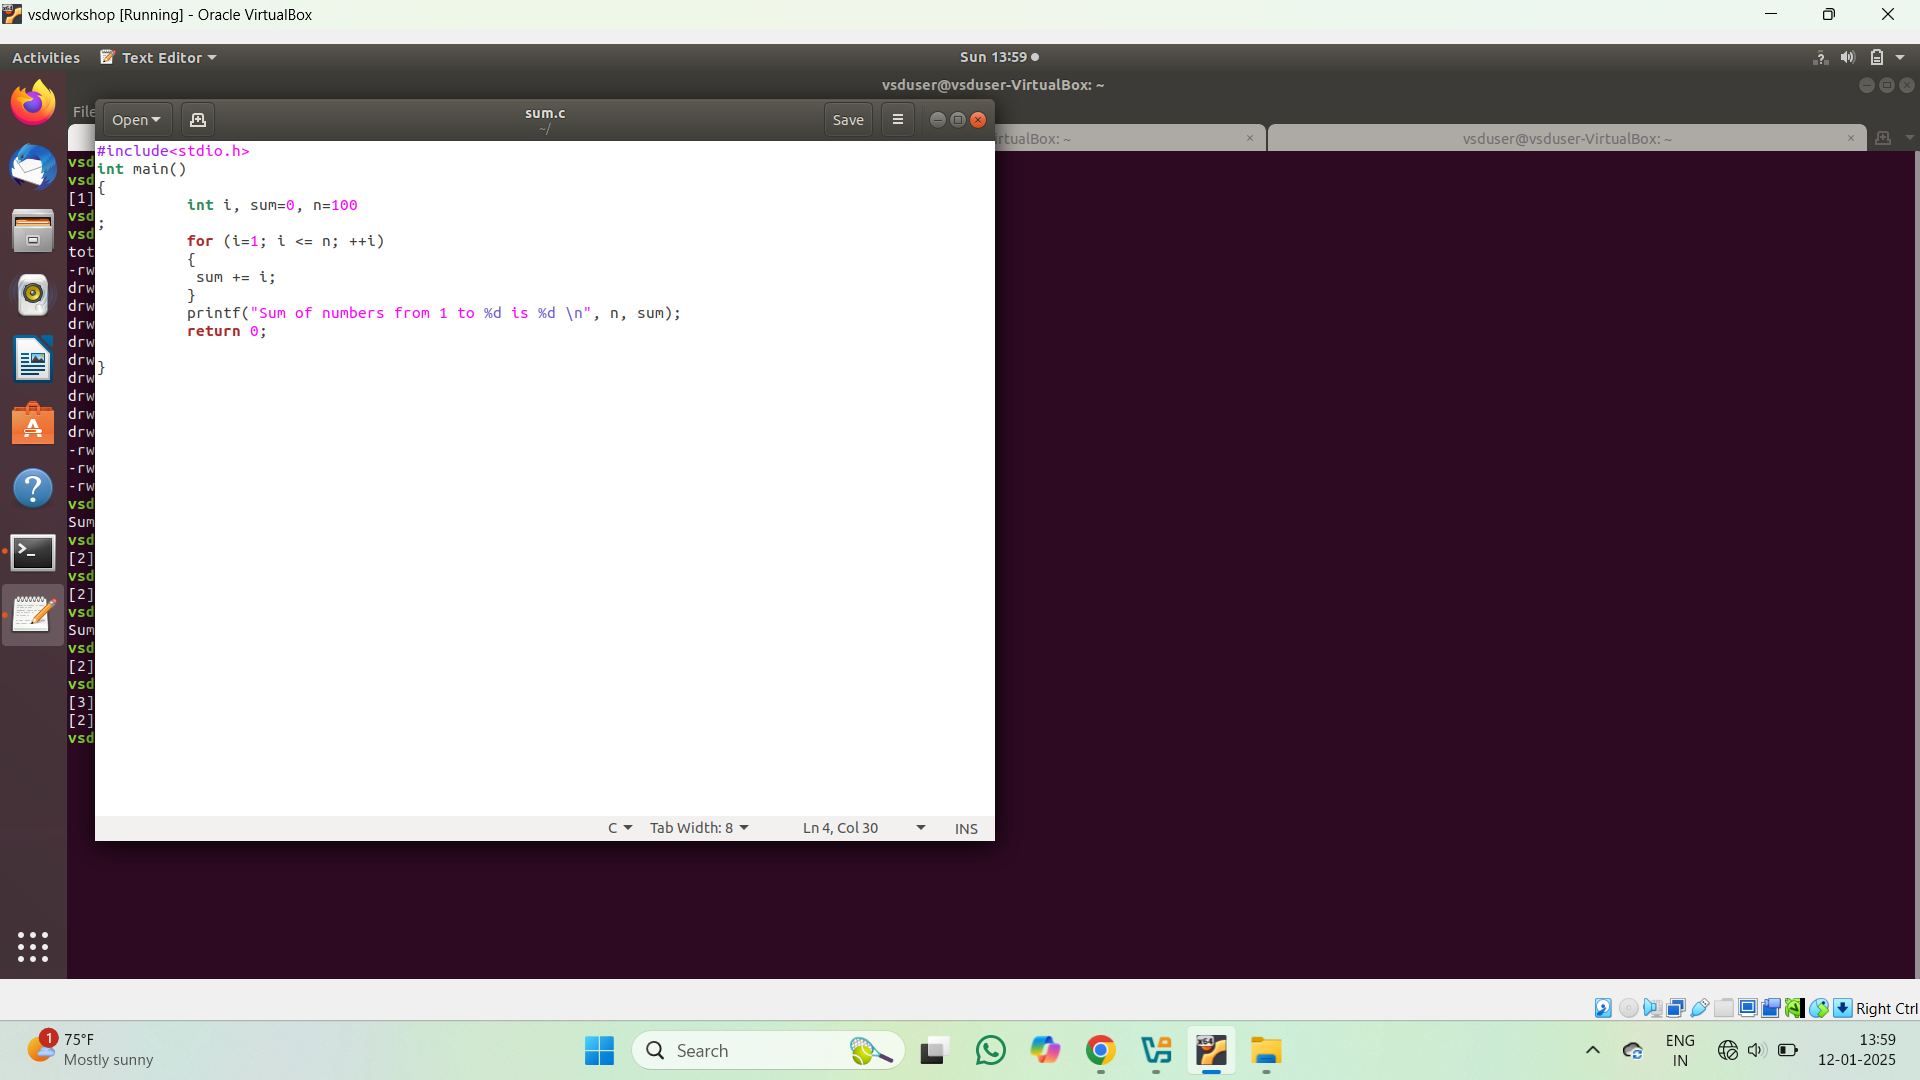 vsdworkshop [Running] - Oracle VirtualBox
Activities Text Editor Sun 13:59
vsduser@vsduser-VirtualBox: ~
File
Open sum.c Save
~/
irtualBox: ~ × vsduser@vsduser-VirtualBox: ~ ×
#include<stdio.h>
int main()
{
int i, sum=0, n=100
;
for (i=1; i <= n; ++i)
{
sum += i;
}
printf("Sum of numbers from 1 to %d is %d \n", n, sum);
return 0;
}
vsd
vsd
[1]
vsd
vsd
tot
-rw
drw
drw
drw
drw
drw
drw
drw
drw
drw
-rw
-rw
-rw
vsd
Sum
vsd
[2]
vsd
[2]
vsd
Sum
vsd
[2]
vsd
[3]
[2]
vsd
C Tab Width: 8 Ln 4, Col 30 INS
Right Ctrl
1 75°F
Mostly sunny
Search
x64
ENG
IN
13:59
12-01-2025